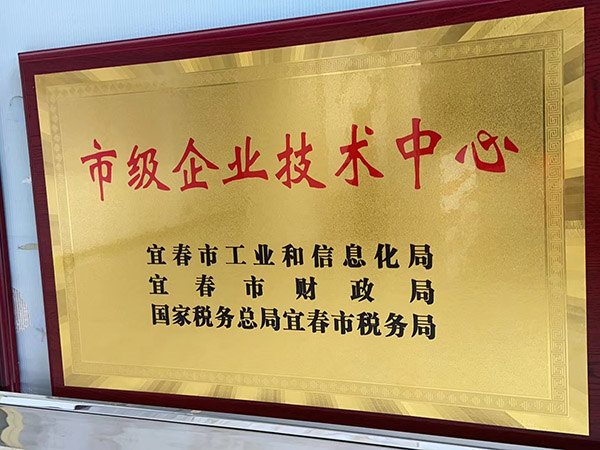 市级企业技术中心
宜春市工业和信息化局
宜春市财政局
国家税务总局宜春市税务局